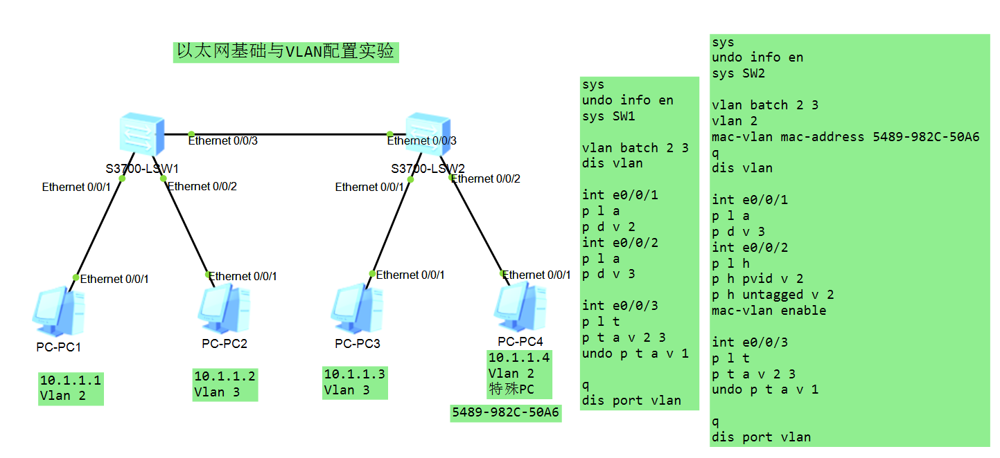 以太网基础与VLAN配置实验
Ethernet 0/0/3
Ethernet 0/0/3
S3700-LSW1
S3700-LSW2
Ethernet 0/0/1
Ethernet 0/0/2
Ethernet 0/0/1
Ethernet 0/0/2
Ethernet 0/0/1
Ethernet 0/0/1
Ethernet 0/0/1
Ethernet 0/0/1
PC-PC1
PC-PC2
PC-PC3
PC-PC4
10.1.1.1
Vlan 2
10.1.1.2
Vlan 3
10.1.1.3
Vlan 3
10.1.1.4
Vlan 2
特殊PC
5489-982C-50A6
sys
undo info en
sys SW1
vlan batch 2 3
dis vlan
int e0/0/1
p l a
p d v 2
int e0/0/2
p l a
p d v 3
int e0/0/3
p l t
p t a v 2 3
undo p t a v 1
q
dis port vlan
sys
undo info en
sys SW2
vlan batch 2 3
vlan 2
mac-vlan mac-address 5489-982C-50A6
q
dis vlan
int e0/0/1
p l a
p d v 3
int e0/0/2
p l h
p h pvid v 2
p h untagged v 2
mac-vlan enable
int e0/0/3
p l t
p t a v 2 3
undo p t a v 1
q
dis port vlan